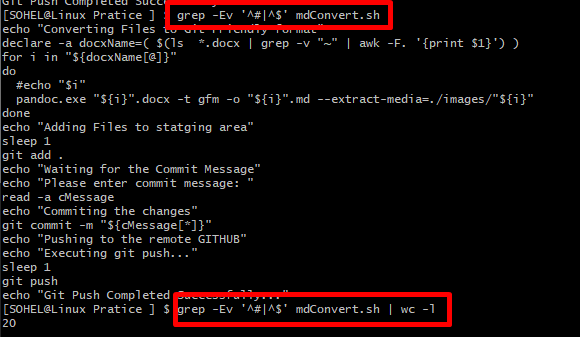 Git Push Completed Succ
[SOHEL@Linux Pratice ] $ grep -Ev '^#|^$' mdConvert.sh
echo "Converting Files to Git Friendly format"
declare -a docxName=( $(ls  *.docx | grep -v "~" | awk -F. '{print $1}') )
for i in "${docxName[@]}"
do
  #echo "$i"
  pandoc.exe "${i}".docx -t gfm -o "${i}".md --extract-media=./images/"${i}"
done
echo "Adding Files to statging area"
sleep 1
git add .
echo "Waiting for the Commit Message"
echo "Please enter commit message: "
read -a cMessage
echo "Commiting the changes"
git commit -m "${cMessage[*]}"
echo "Pushing to the remote GITHUB"
echo "Executing git push..."
sleep 1
git push
echo "Git Push Completed Successfully..."
[SOHEL@Linux Pratice ] $ grep -Ev '^#|^$' mdConvert.sh | wc -l
20